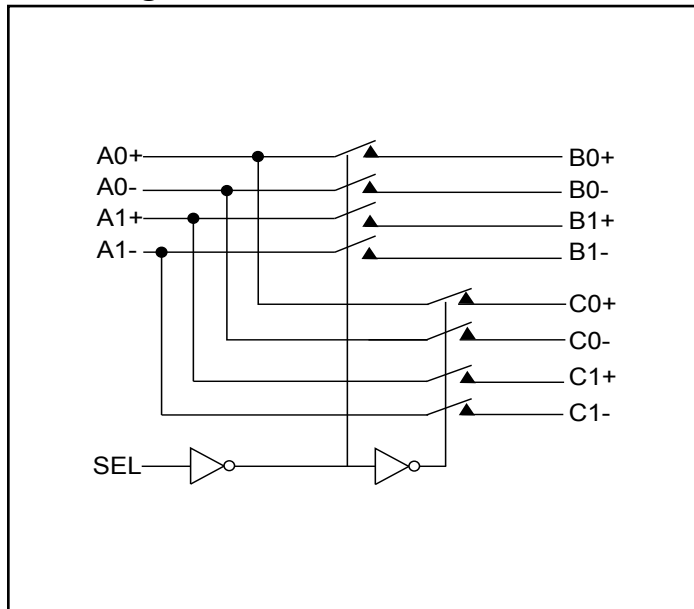 A0+ B0+
A0- B0-
A1+ B1+
A1- B1-
C0+
C0-
C1+
C1-
SEL